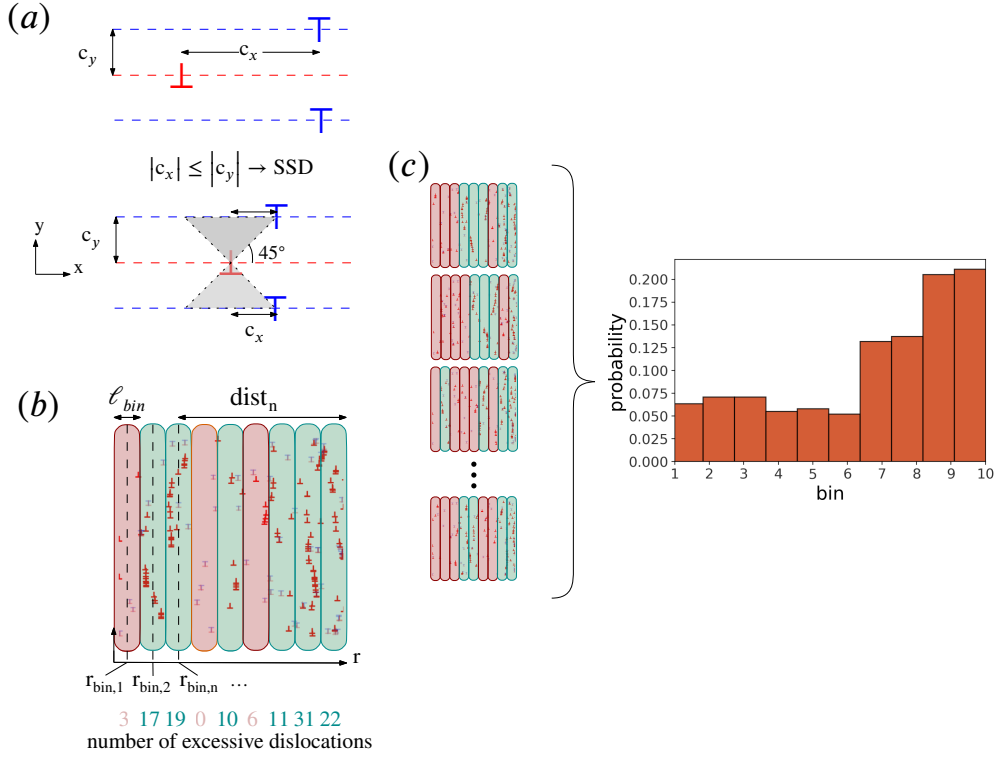 (a)
c_y
c_x
|c_x| ≤ |c_y| → SSD
y
x
c_y
45°
c_x
(b)
ℓ_bin
dist_n
r
r_bin,1 r_bin,2 r_bin,n ...
3 17 19 0 10 6 11 31 22
number of excessive dislocations
(c)
probability
0.200
0.175
0.150
0.125
0.100
0.075
0.050
0.025
0.000
1 2 3 4 5 6 7 8 9 10
bin